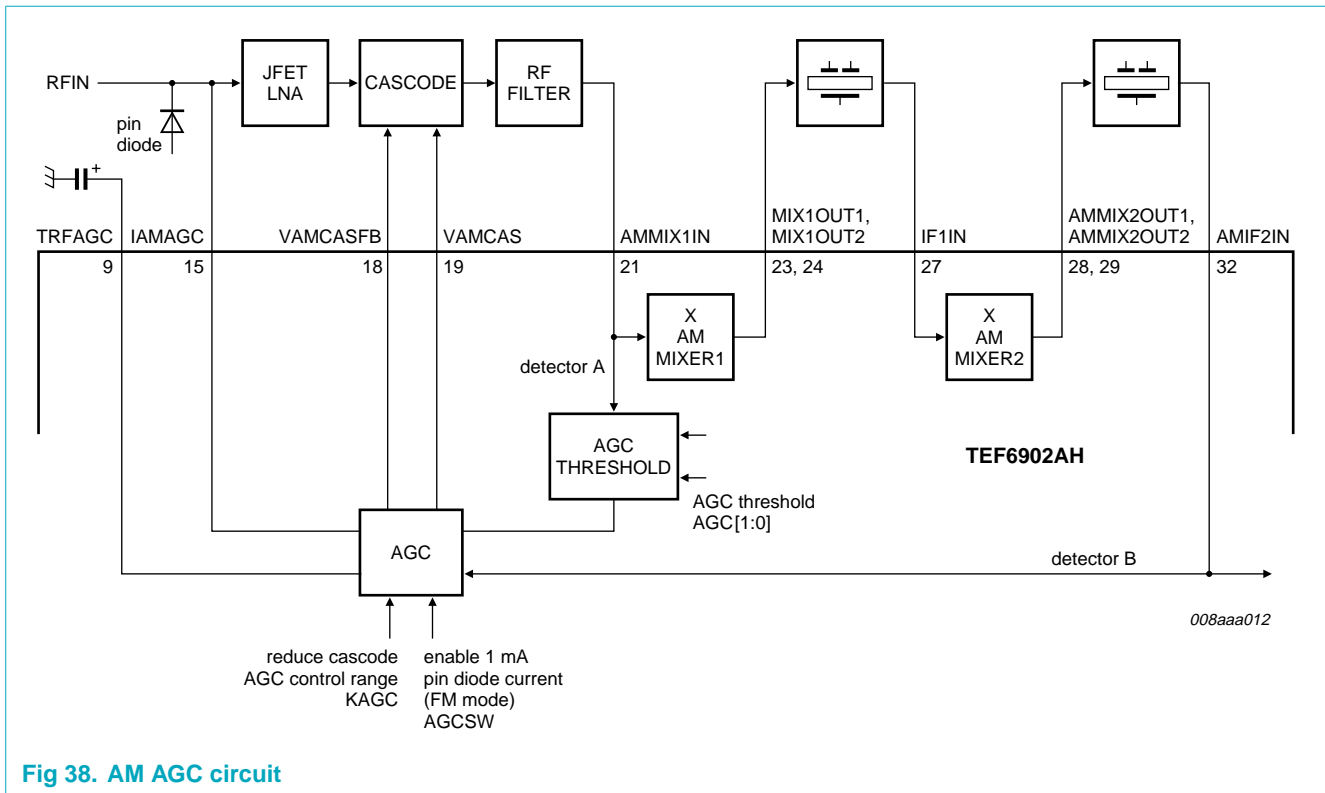 RFIN
pin
diode
+
JFET
LNA
CASCODE
RF
FILTER
TRFAGC
IAMAGC
VAMCASFB
VAMCAS
AMMIX1IN
MIX1OUT1,
MIX1OUT2
IF1IN
AMMIX2OUT1,
AMMIX2OUT2
AMIF2IN
9
15
18
19
21
23, 24
27
28, 29
32
X
AM
MIXER1
X
AM
MIXER2
detector A
AGC
THRESHOLD
TEF6902AH
AGC threshold
AGC[1:0]
AGC
detector B
008aaa012
reduce cascode
AGC control range
KAGC
enable 1 mA
pin diode current
(FM mode)
AGCSW
Fig 38. AM AGC circuit